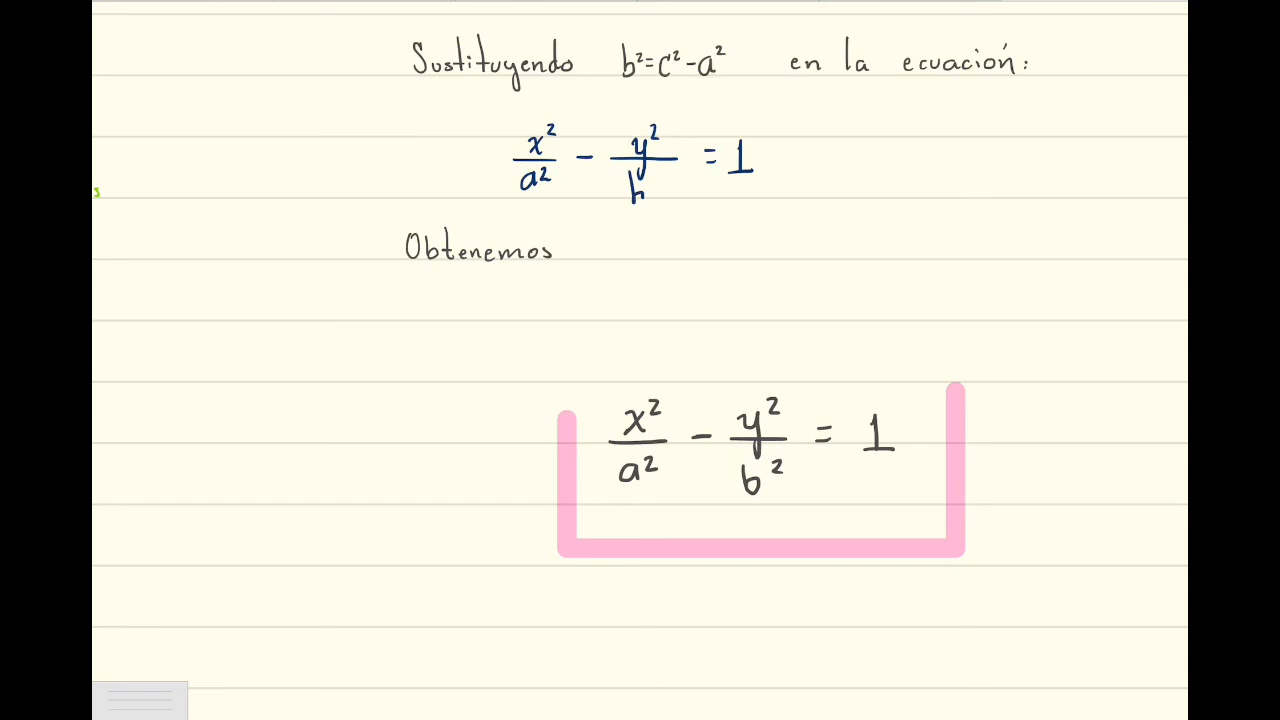 Sustituyendo b²=c²-a² en la ecuación:
x²/a² - y²/h = 1
s
Obtenemos
x²/a² - y²/b² = 1